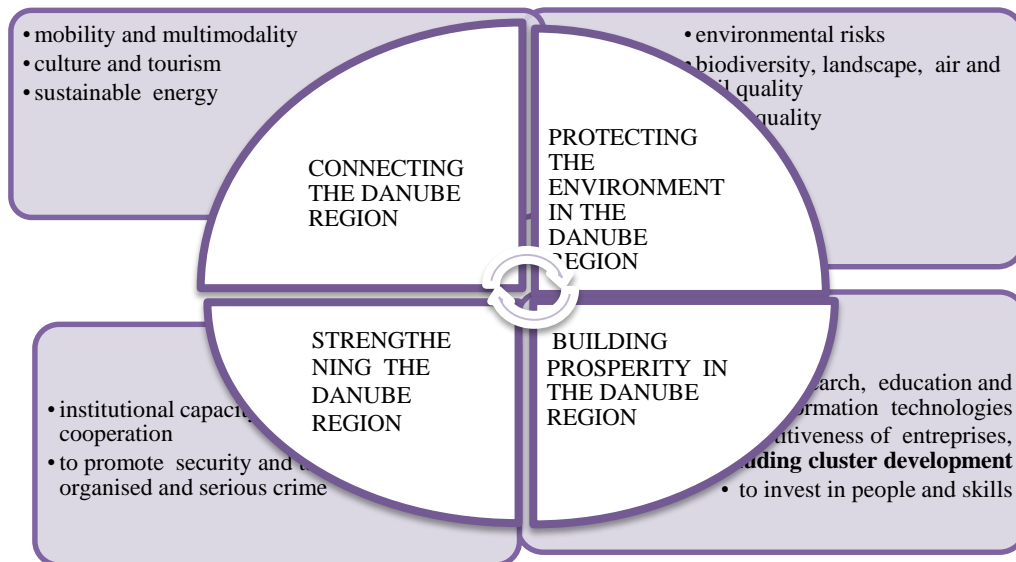 • mobility and multimodality
• culture and tourism
• sustainable energy
• environmental risks
• biodiversity, landscape, air and
quality
quality
CONNECTING
THE DANUBE
REGION
PROTECTING
THE
ENVIRONMENT
IN THE
DANUBE
REGION
STRENGTHE
NING THE
DANUBE
REGION
BUILDING
PROSPERITY IN
THE DANUBE
REGION
• institutional capacity
cooperation
• to promote security and
organised and serious crime
education and
technologies
of entreprises,
cluster development
• to invest in people and skills